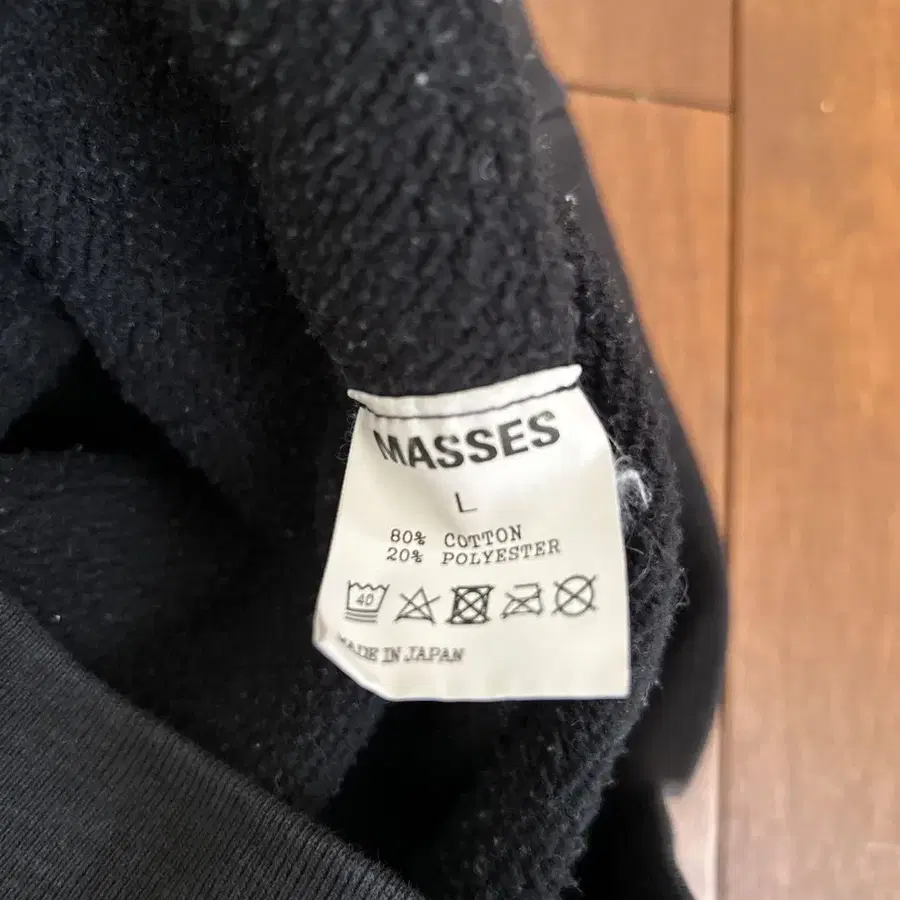 MASSES
L
80% COTTON
20% POLYESTER
40
MADE IN JAPAN